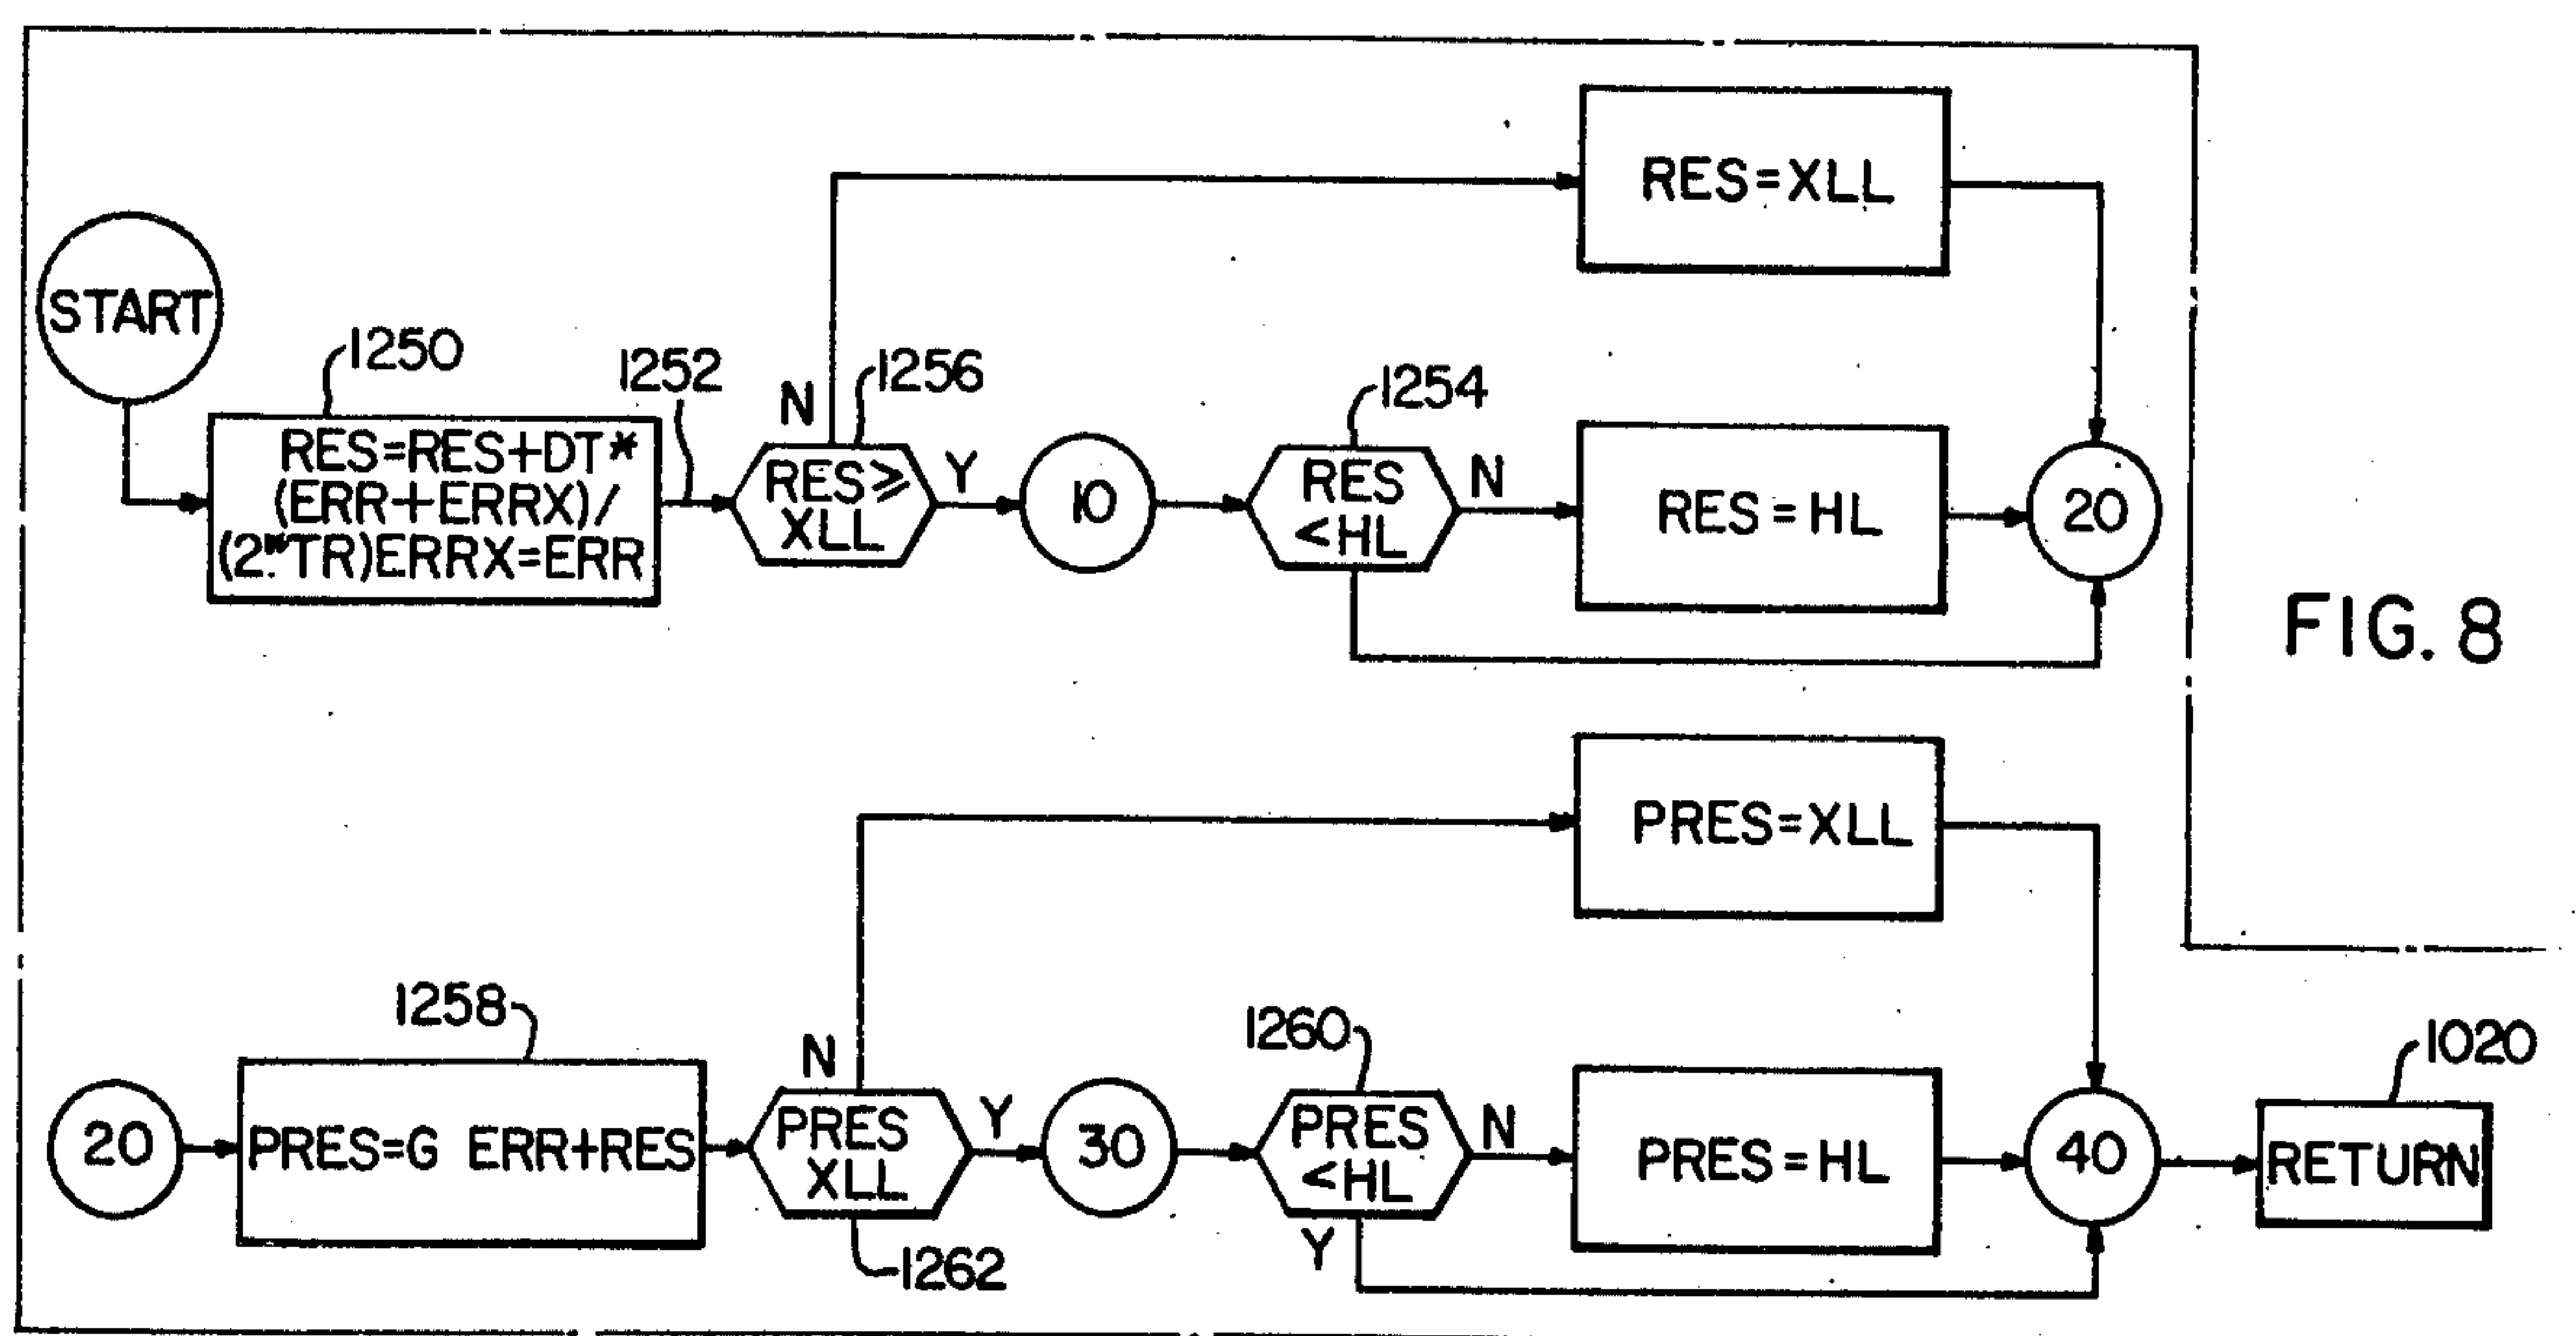 RES=XLL
START
1250
1252
N
1256
1254
RES=RES+DT*
(ERR+ERRX)/
(2.*TR)ERRX=ERR
RES≥
XLL
Y
10
RES
<HL
N
RES=HL
20
FIG. 8
PRES=XLL
1258
N
1260
1020
20
PRES=G ERR+RES
PRES
XLL
Y
30
PRES
<HL
N
PRES=HL
40
RETURN
1262
Y